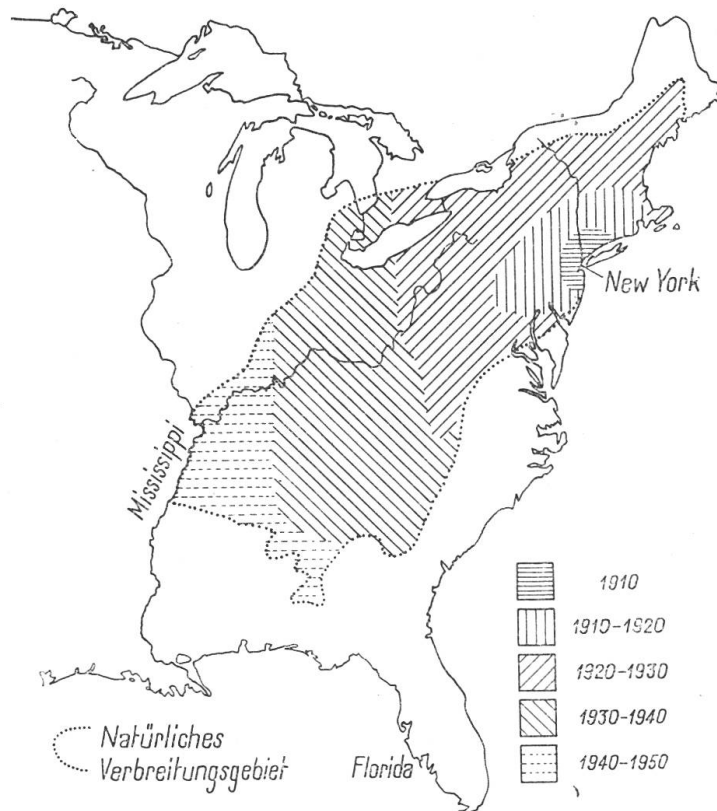 New York
Mississippi
1910
1910-1920
1920-1930
1930-1940
1940-1950
Natürliches
Verbreitungsgebiet
Florida